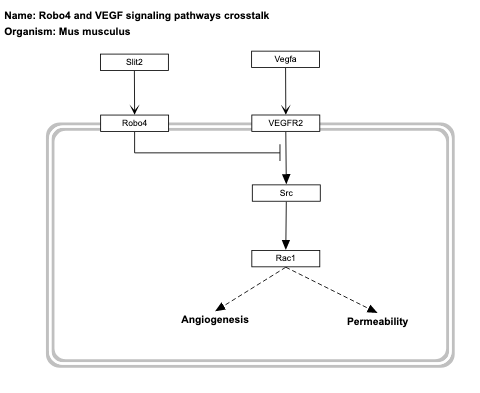 Name: Robo4 and VEGF signaling pathways crosstalk
Organism: Mus musculus
Slit2
Vegfa
Robo4
VEGFR2
Src
Rac1
Angiogenesis
Permeability